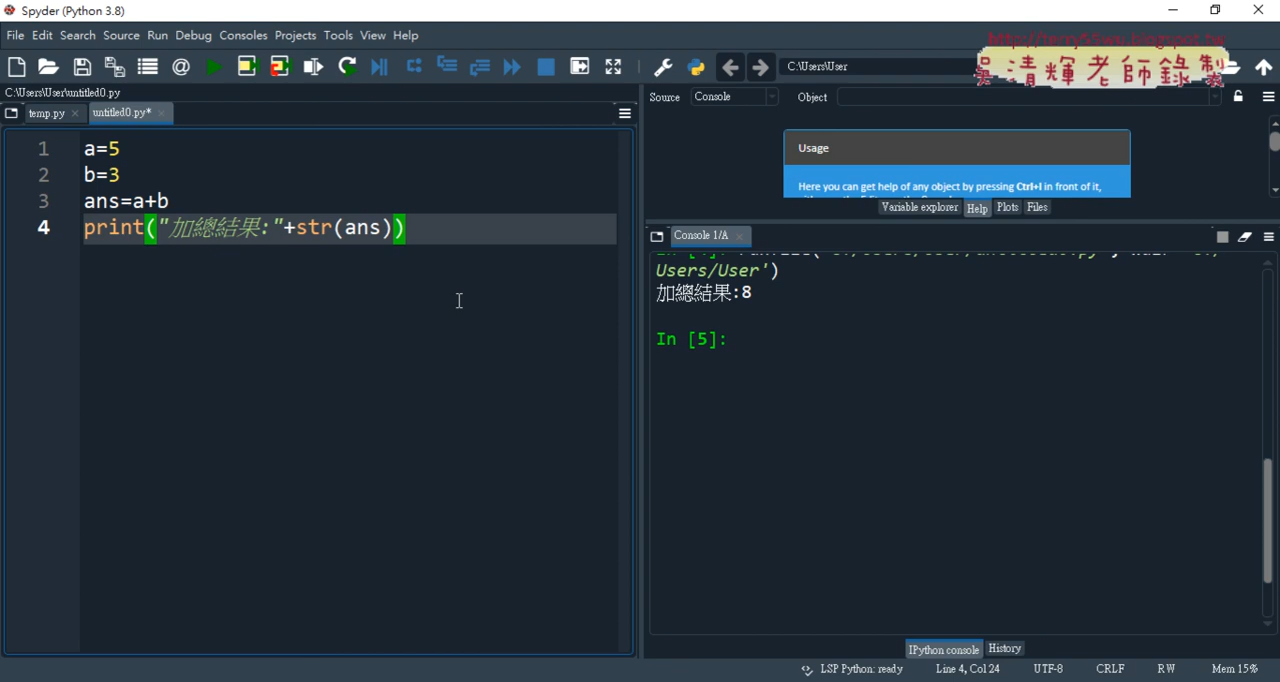 Spyder (Python 3.8)
File Edit Search Source Run Debug Consoles Projects Tools View Help
http://terry55wu.blogspot.tw
吳清輝老師錄製
C:\Users\User
C:\Users\User\untitled0.py
Source Console Object
temp.py untitled0.py*
1 a=5
2 b=3
3 ans=a+b
4 print("加總結果:"+str(ans))
Usage
Here you can get help of any object by pressing Ctrl+I in front of it,
Variable explorer Help Plots Files
Console 1/A
Users/User')
加總結果:8
In [5]:
IPython console History
LSP Python: ready Line 4, Col 24 UTF-8 CRLF RW Mem 15%